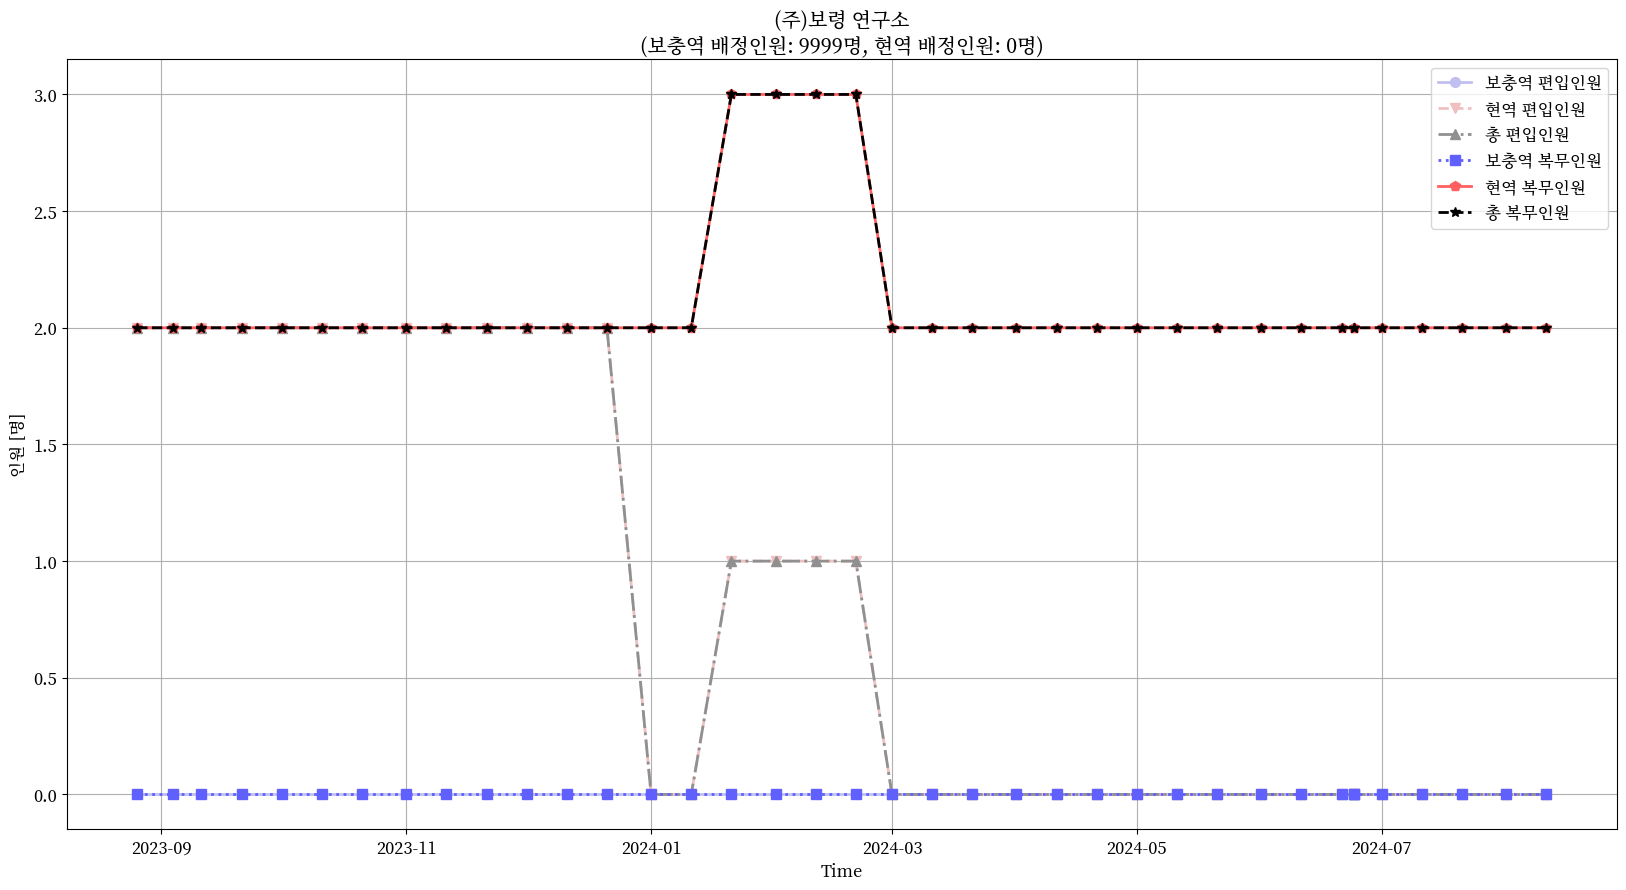 (주)보령 연구소
(보충역 배정인원: 9999명, 현역 배정인원: 0명)
보충역 편입인원
현역 편입인원
총 편입인원
보충역 복무인원
현역 복무인원
총 복무인원
인원 [명]
3.0
2.5
2.0
1.5
1.0
0.5
0.0
2023-09 2023-11 2024-01 2024-03 2024-05 2024-07
Time